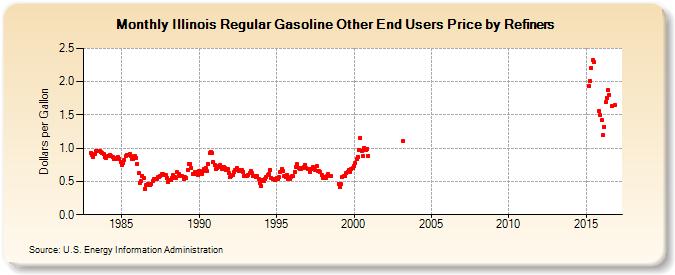 Monthly Illinois Regular Gasoline Other End Users Price by Refiners
Dollars per Gallon
2.5
2.0
1.5
1.0
0.5
0.0
1985 1990 1995 2000 2005 2010 2015
Source: U.S. Energy Information Administration